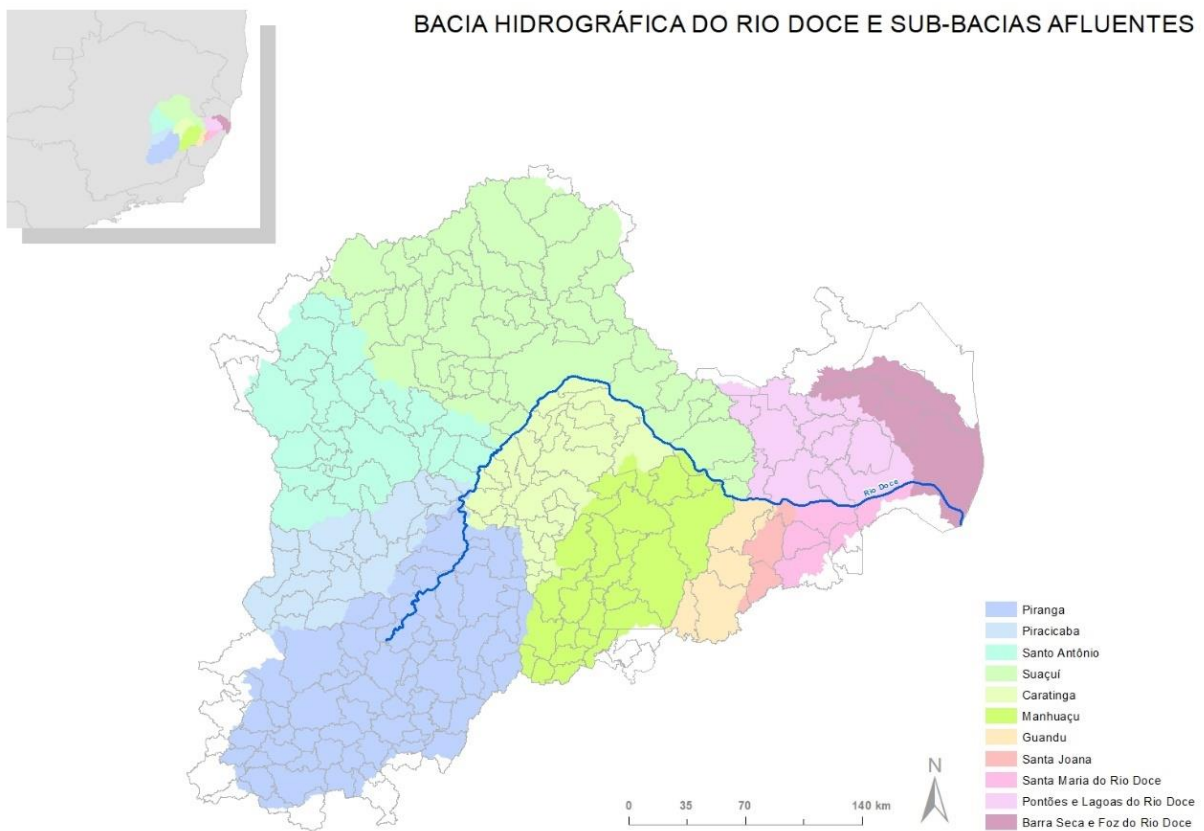 BACIA HIDROGRÁFICA DO RIO DOCE E SUB-BACIAS AFLUENTES
Rio Doce
Piranga
Piracicaba
Santo Antônio
Suaçuí
Caratinga
Manhuaçu
Guandu
Santa Joana
Santa Maria do Rio Doce
Pontões e Lagoas do Rio Doce
Barra Seca e Foz do Rio Doce
N
0 35 70 140 km